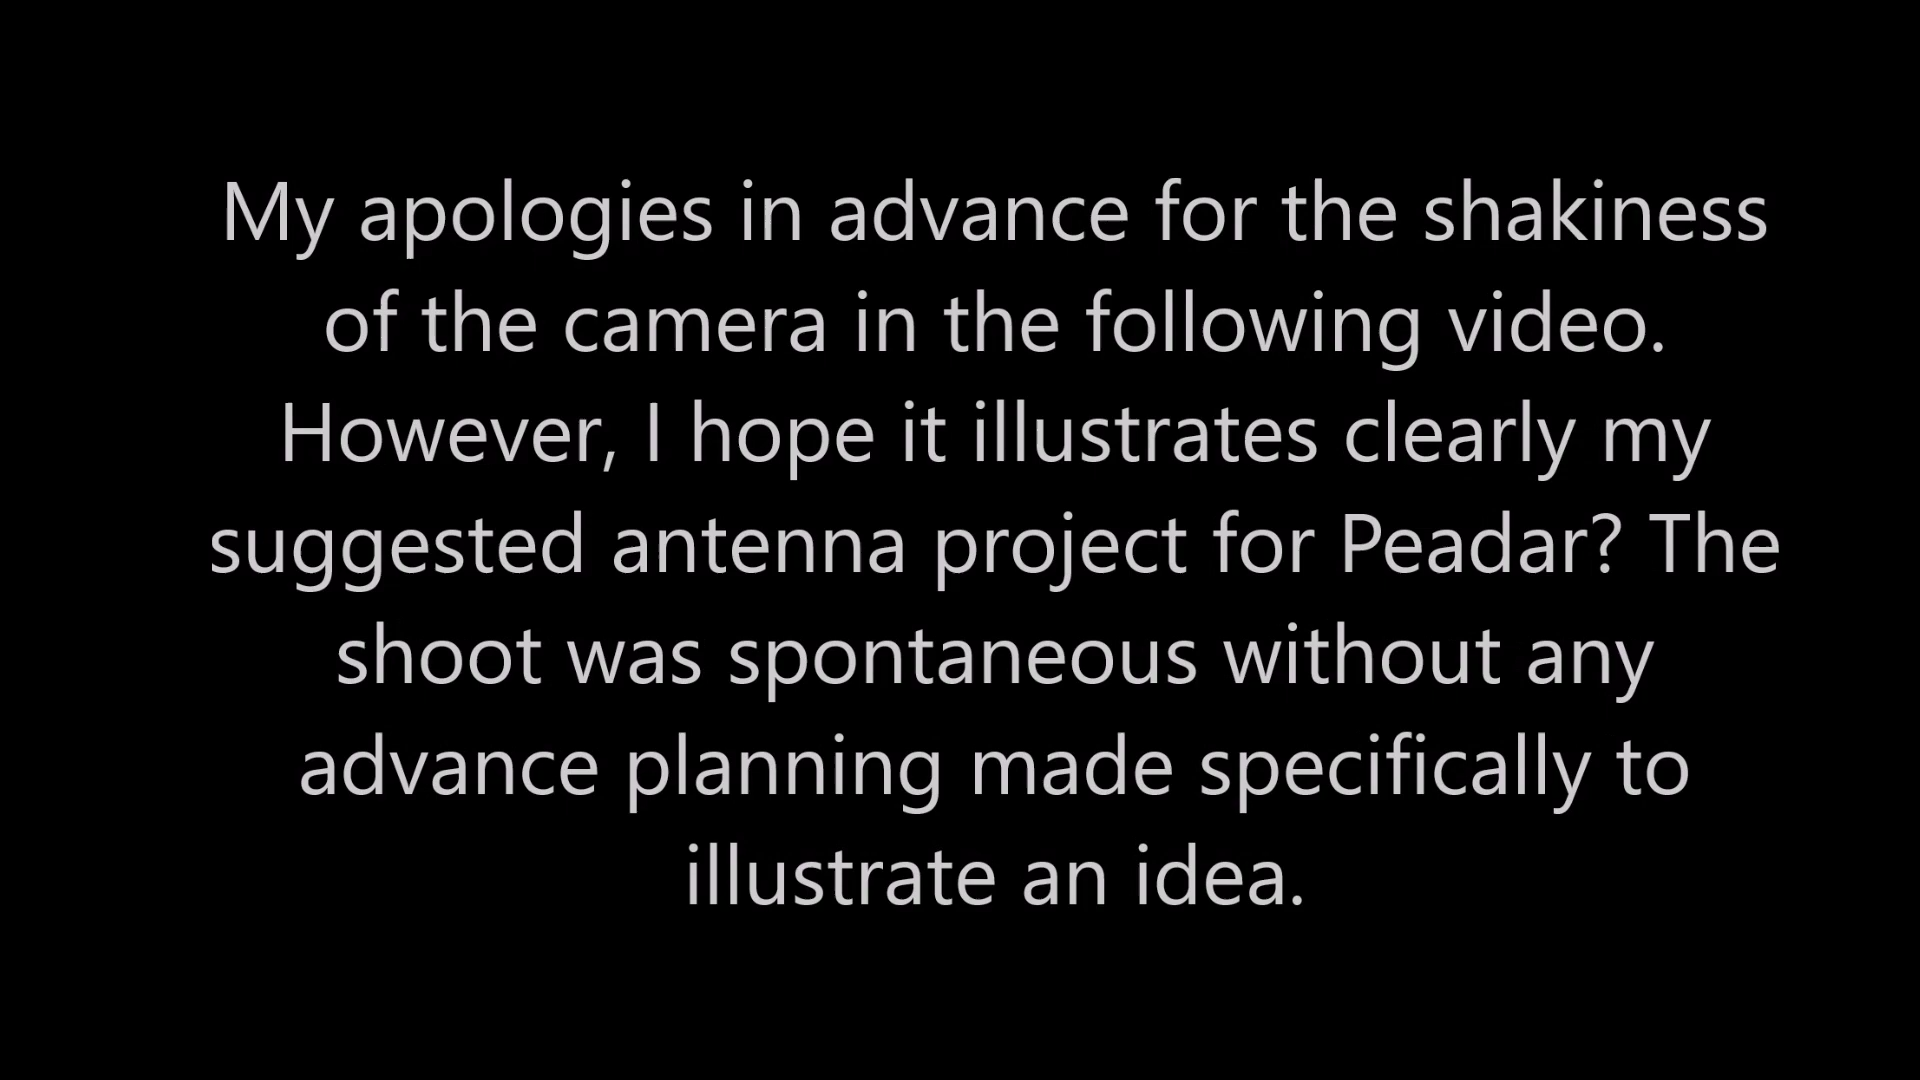 My apologies in advance for the shakiness
of the camera in the following video.
However, I hope it illustrates clearly my
suggested antenna project for Peadar? The
shoot was spontaneous without any
advance planning made specifically to
illustrate an idea.